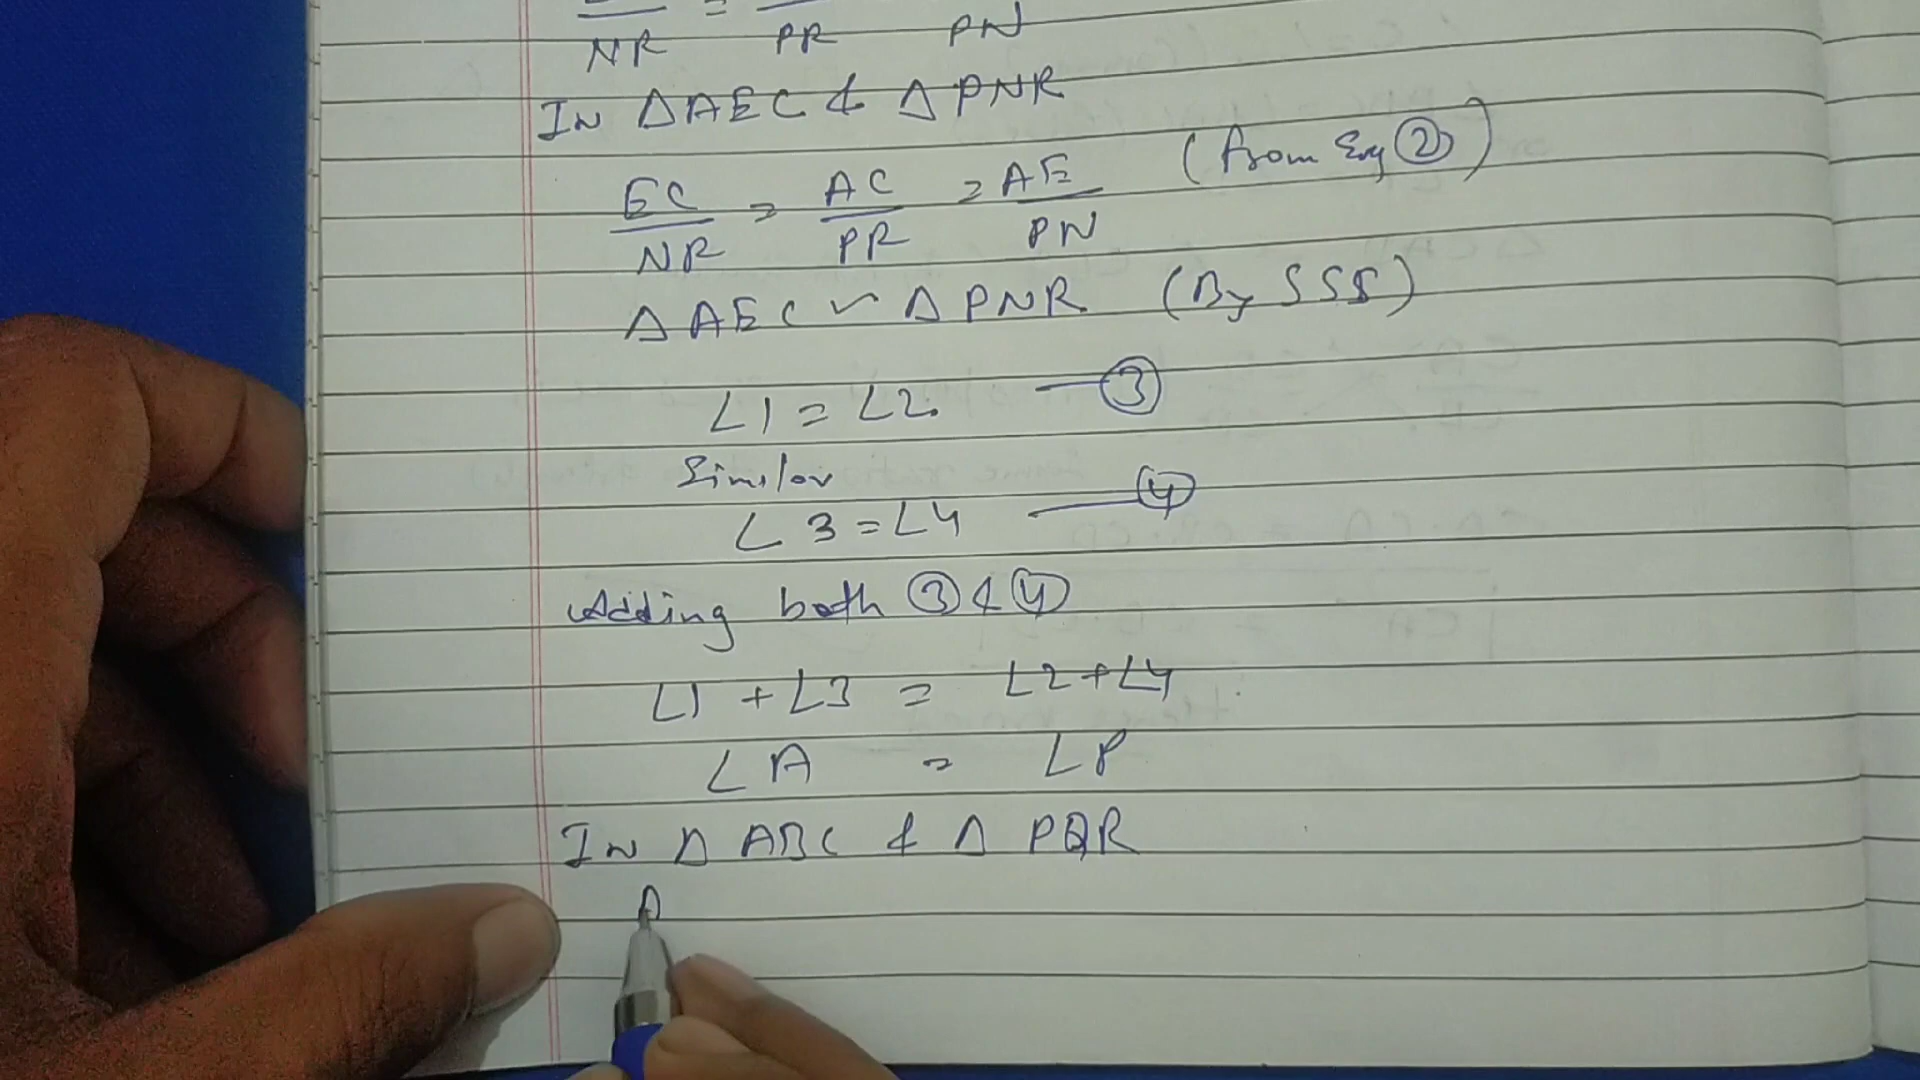 NR = PR PN
In ΔAEC & ΔPNR
EC/NR = AC/PR = AE/PN (from Eq ②)
ΔAEC ~ ΔPNR (By SSS)
∠1 = ∠2. — ③
Similar
∠3 = ∠4 — ④
Adding both ③ & ④
∠1 + ∠3 = ∠2 + ∠4
∠A = ∠P
In Δ ABC & Δ PQR
A